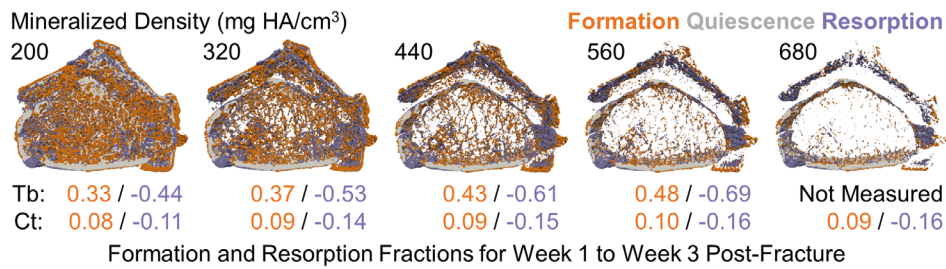 Mineralized Density (mg HA/cm³) Formation Quiescence Resorption
200 320 440 560 680
Tb: 0.33 / -0.44 0.37 / -0.53 0.43 / -0.61 0.48 / -0.69 Not Measured
Ct: 0.08 / -0.11 0.09 / -0.14 0.09 / -0.15 0.10 / -0.16 0.09 / -0.16
Formation and Resorption Fractions for Week 1 to Week 3 Post-Fracture